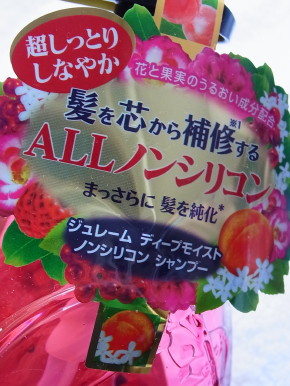 超しっとり
しなやか
花と果実のうるおい成分配合
髪を芯から補修する※1
ALLノンシリコン
まっさらに 髪を純化*
ジュレーム ディープモイスト
ノンシリコン シャンプー